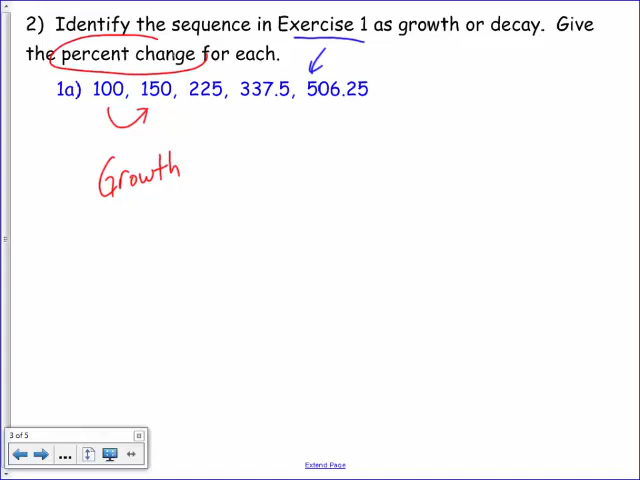 2) Identify the sequence in Exercise 1 as growth or decay. Give
the percent change for each.
1a) 100, 150, 225, 337.5, 506.25
Growth
3 of 5
...
Extend Page